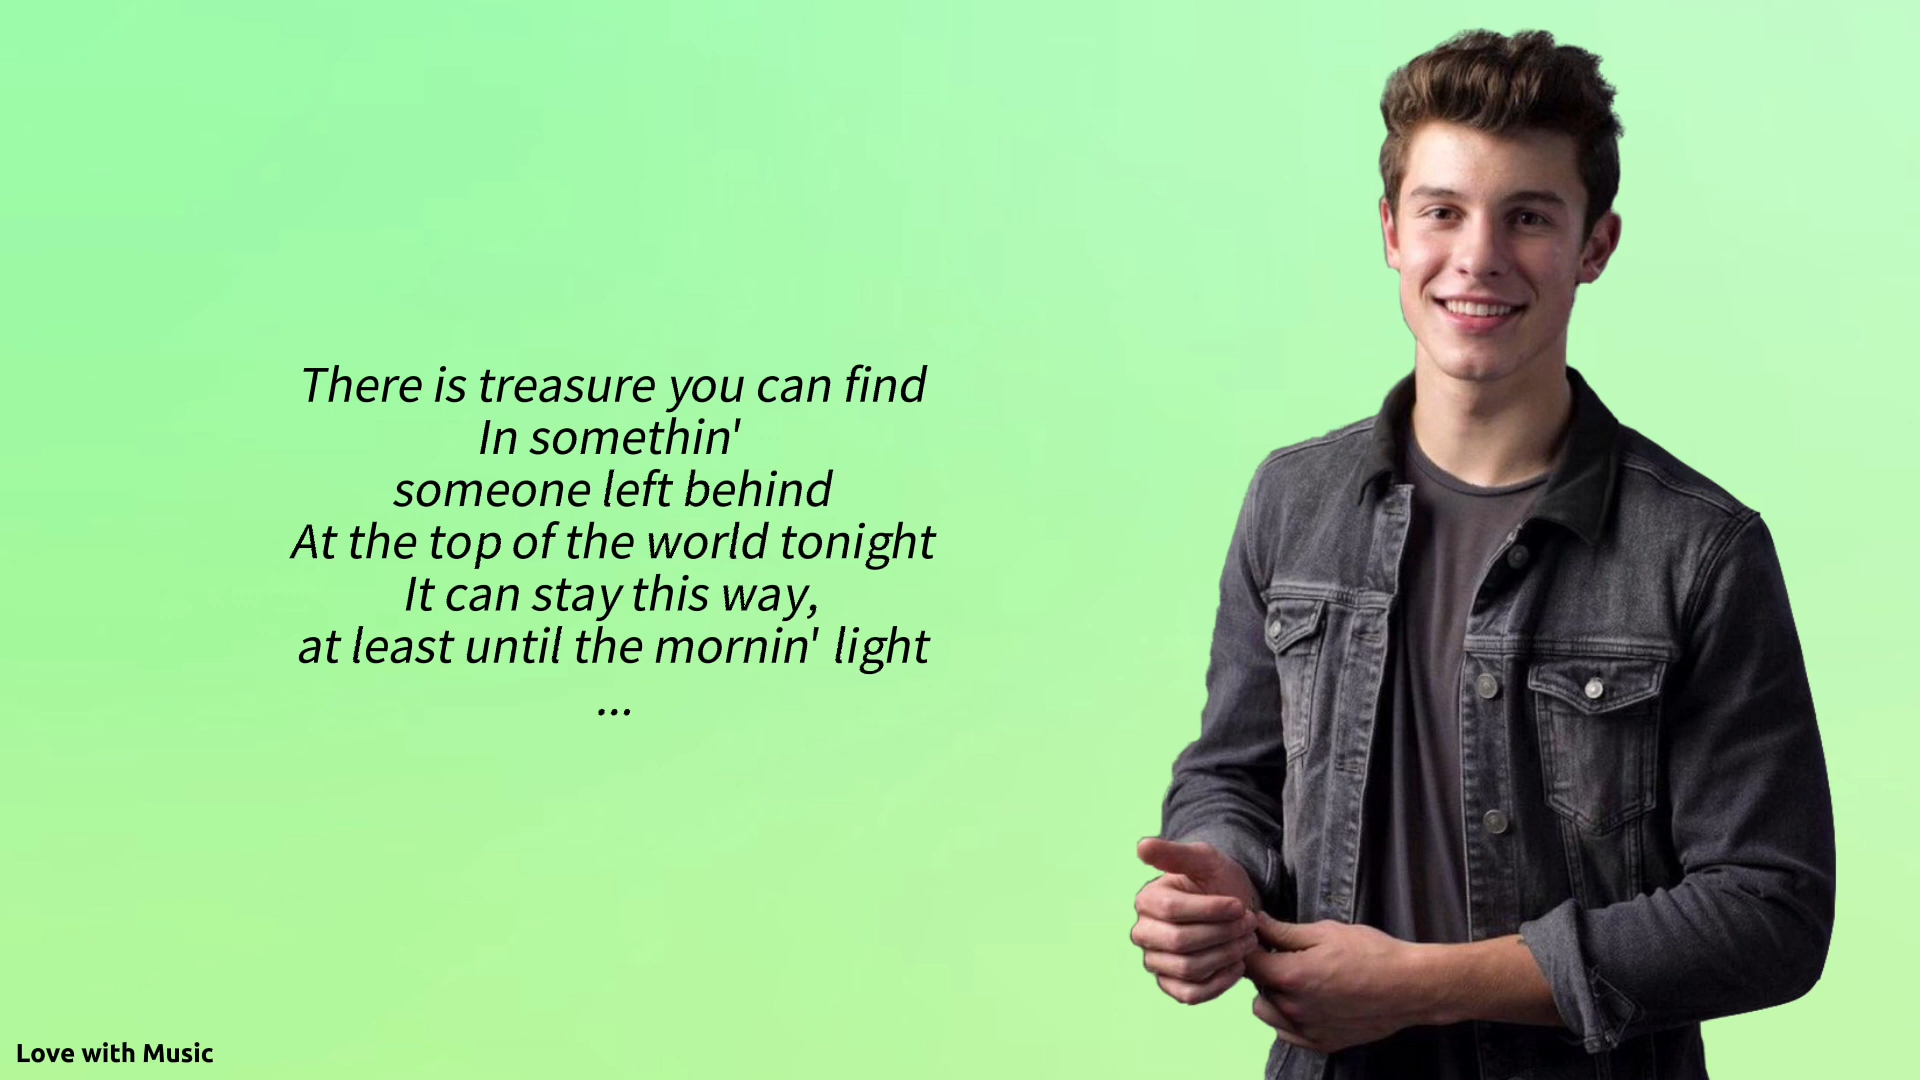 There is treasure you can find
In somethin'
someone left behind
At the top of the world tonight
It can stay this way,
at least until the mornin' light
...
Love with Music